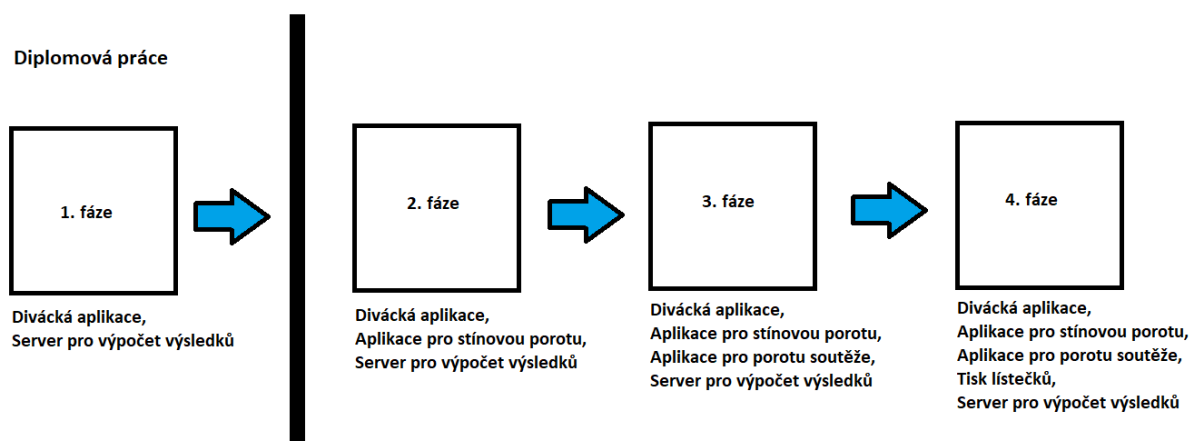 Diplomová práce
1. fáze
Divácká aplikace,
Server pro výpočet výsledků
2. fáze
Divácká aplikace,
Aplikace pro stínovou porotu,
Server pro výpočet výsledků
3. fáze
Divácká aplikace,
Aplikace pro stínovou porotu,
Aplikace pro porotu soutěže,
Server pro výpočet výsledků
4. fáze
Divácká aplikace,
Aplikace pro stínovou porotu,
Aplikace pro porotu soutěže,
Tisk lístečků,
Server pro výpočet výsledků